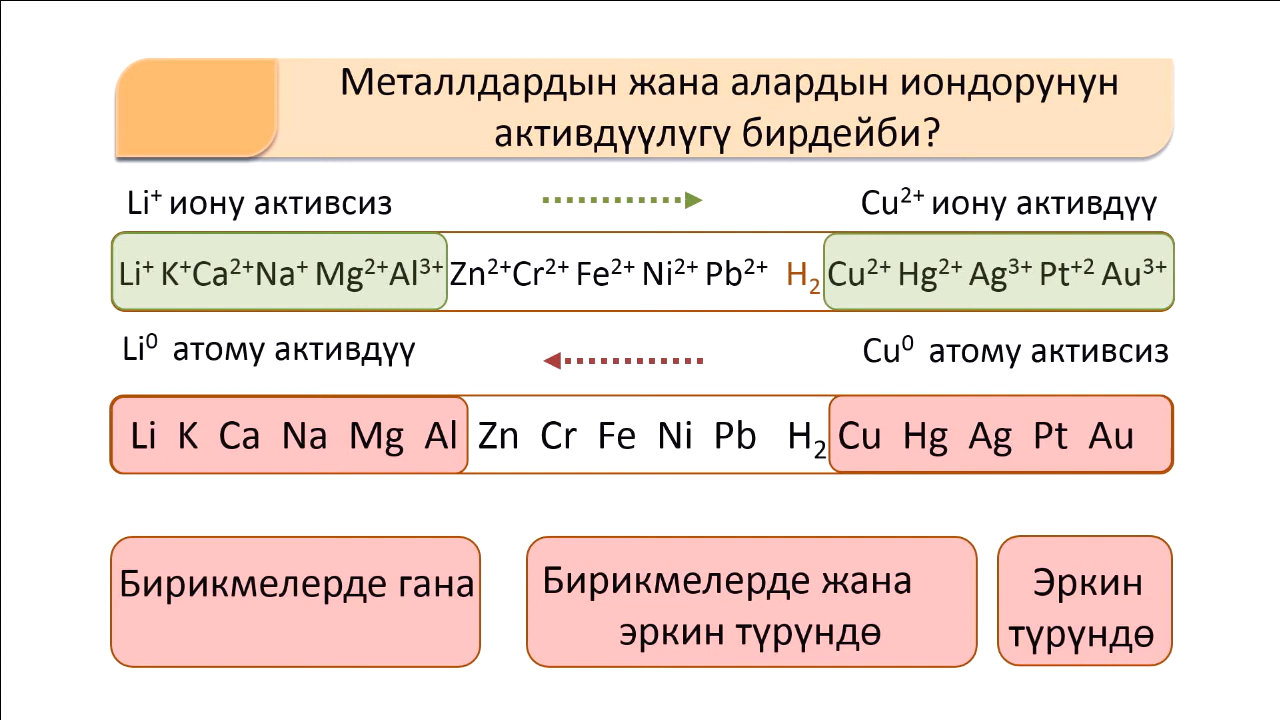 Металлдардын жана алардын иондорунун
активдүүлүгү бирдейби?
Li⁺ иону активсиз Cu²⁺ иону активдүү
Li⁺ K⁺Ca²⁺Na⁺ Mg²⁺Al³⁺ Zn²⁺Cr²⁺ Fe²⁺ Ni²⁺ Pb²⁺ H₂ Cu²⁺ Hg²⁺ Ag³⁺ Pt⁺² Au³⁺
Li⁰ атому активдүү Cu⁰ атому активсиз
Li K Ca Na Mg Al Zn Cr Fe Ni Pb H₂ Cu Hg Ag Pt Au
Бирикмелерде гана
Бирикмелерде жана
эркин түрүндө
Эркин
түрүндө